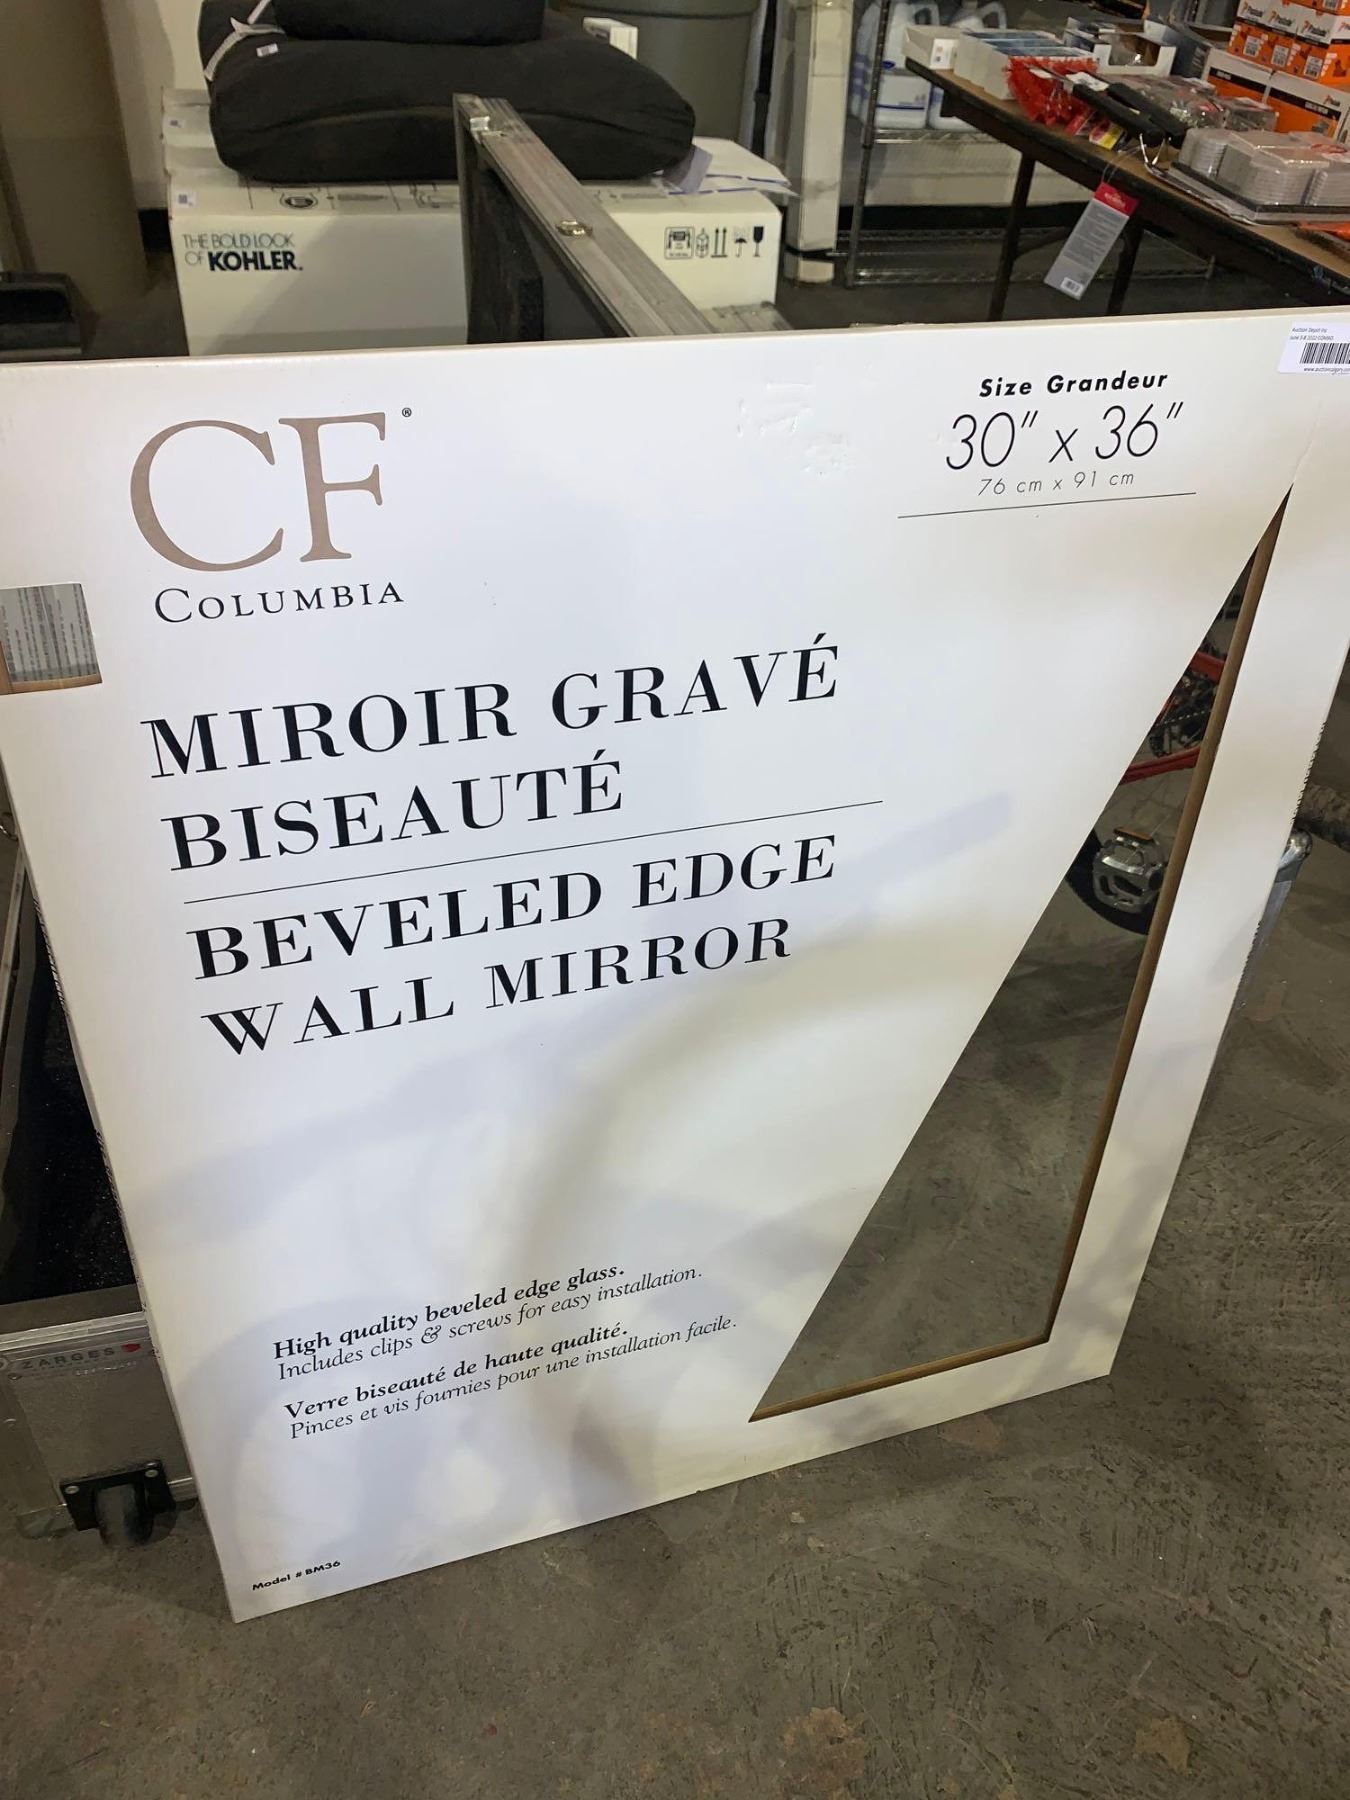 THE BOLD LOOK
OF KOHLER.
CF®
COLUMBIA
Size Grandeur
30" x 36"
76 cm x 91 cm
MIROIR GRAVÉ
BISEAUTÉ
BEVELED EDGE
WALL MIRROR
High quality beveled edge glass.
Includes clips & screws for easy installation.
Verre biseauté de haute qualité.
Pinces et vis fournies pour une installation facile.
Model # BM36
ZARGES
Paslode